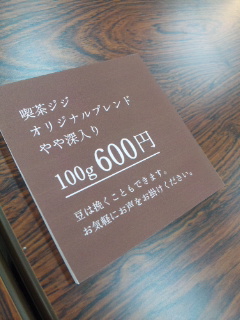 喫茶ジジ
オリジナルブレンド
やや深入り
100g 600円
豆は挽くこともできます。
お気軽にお声をお掛けください。